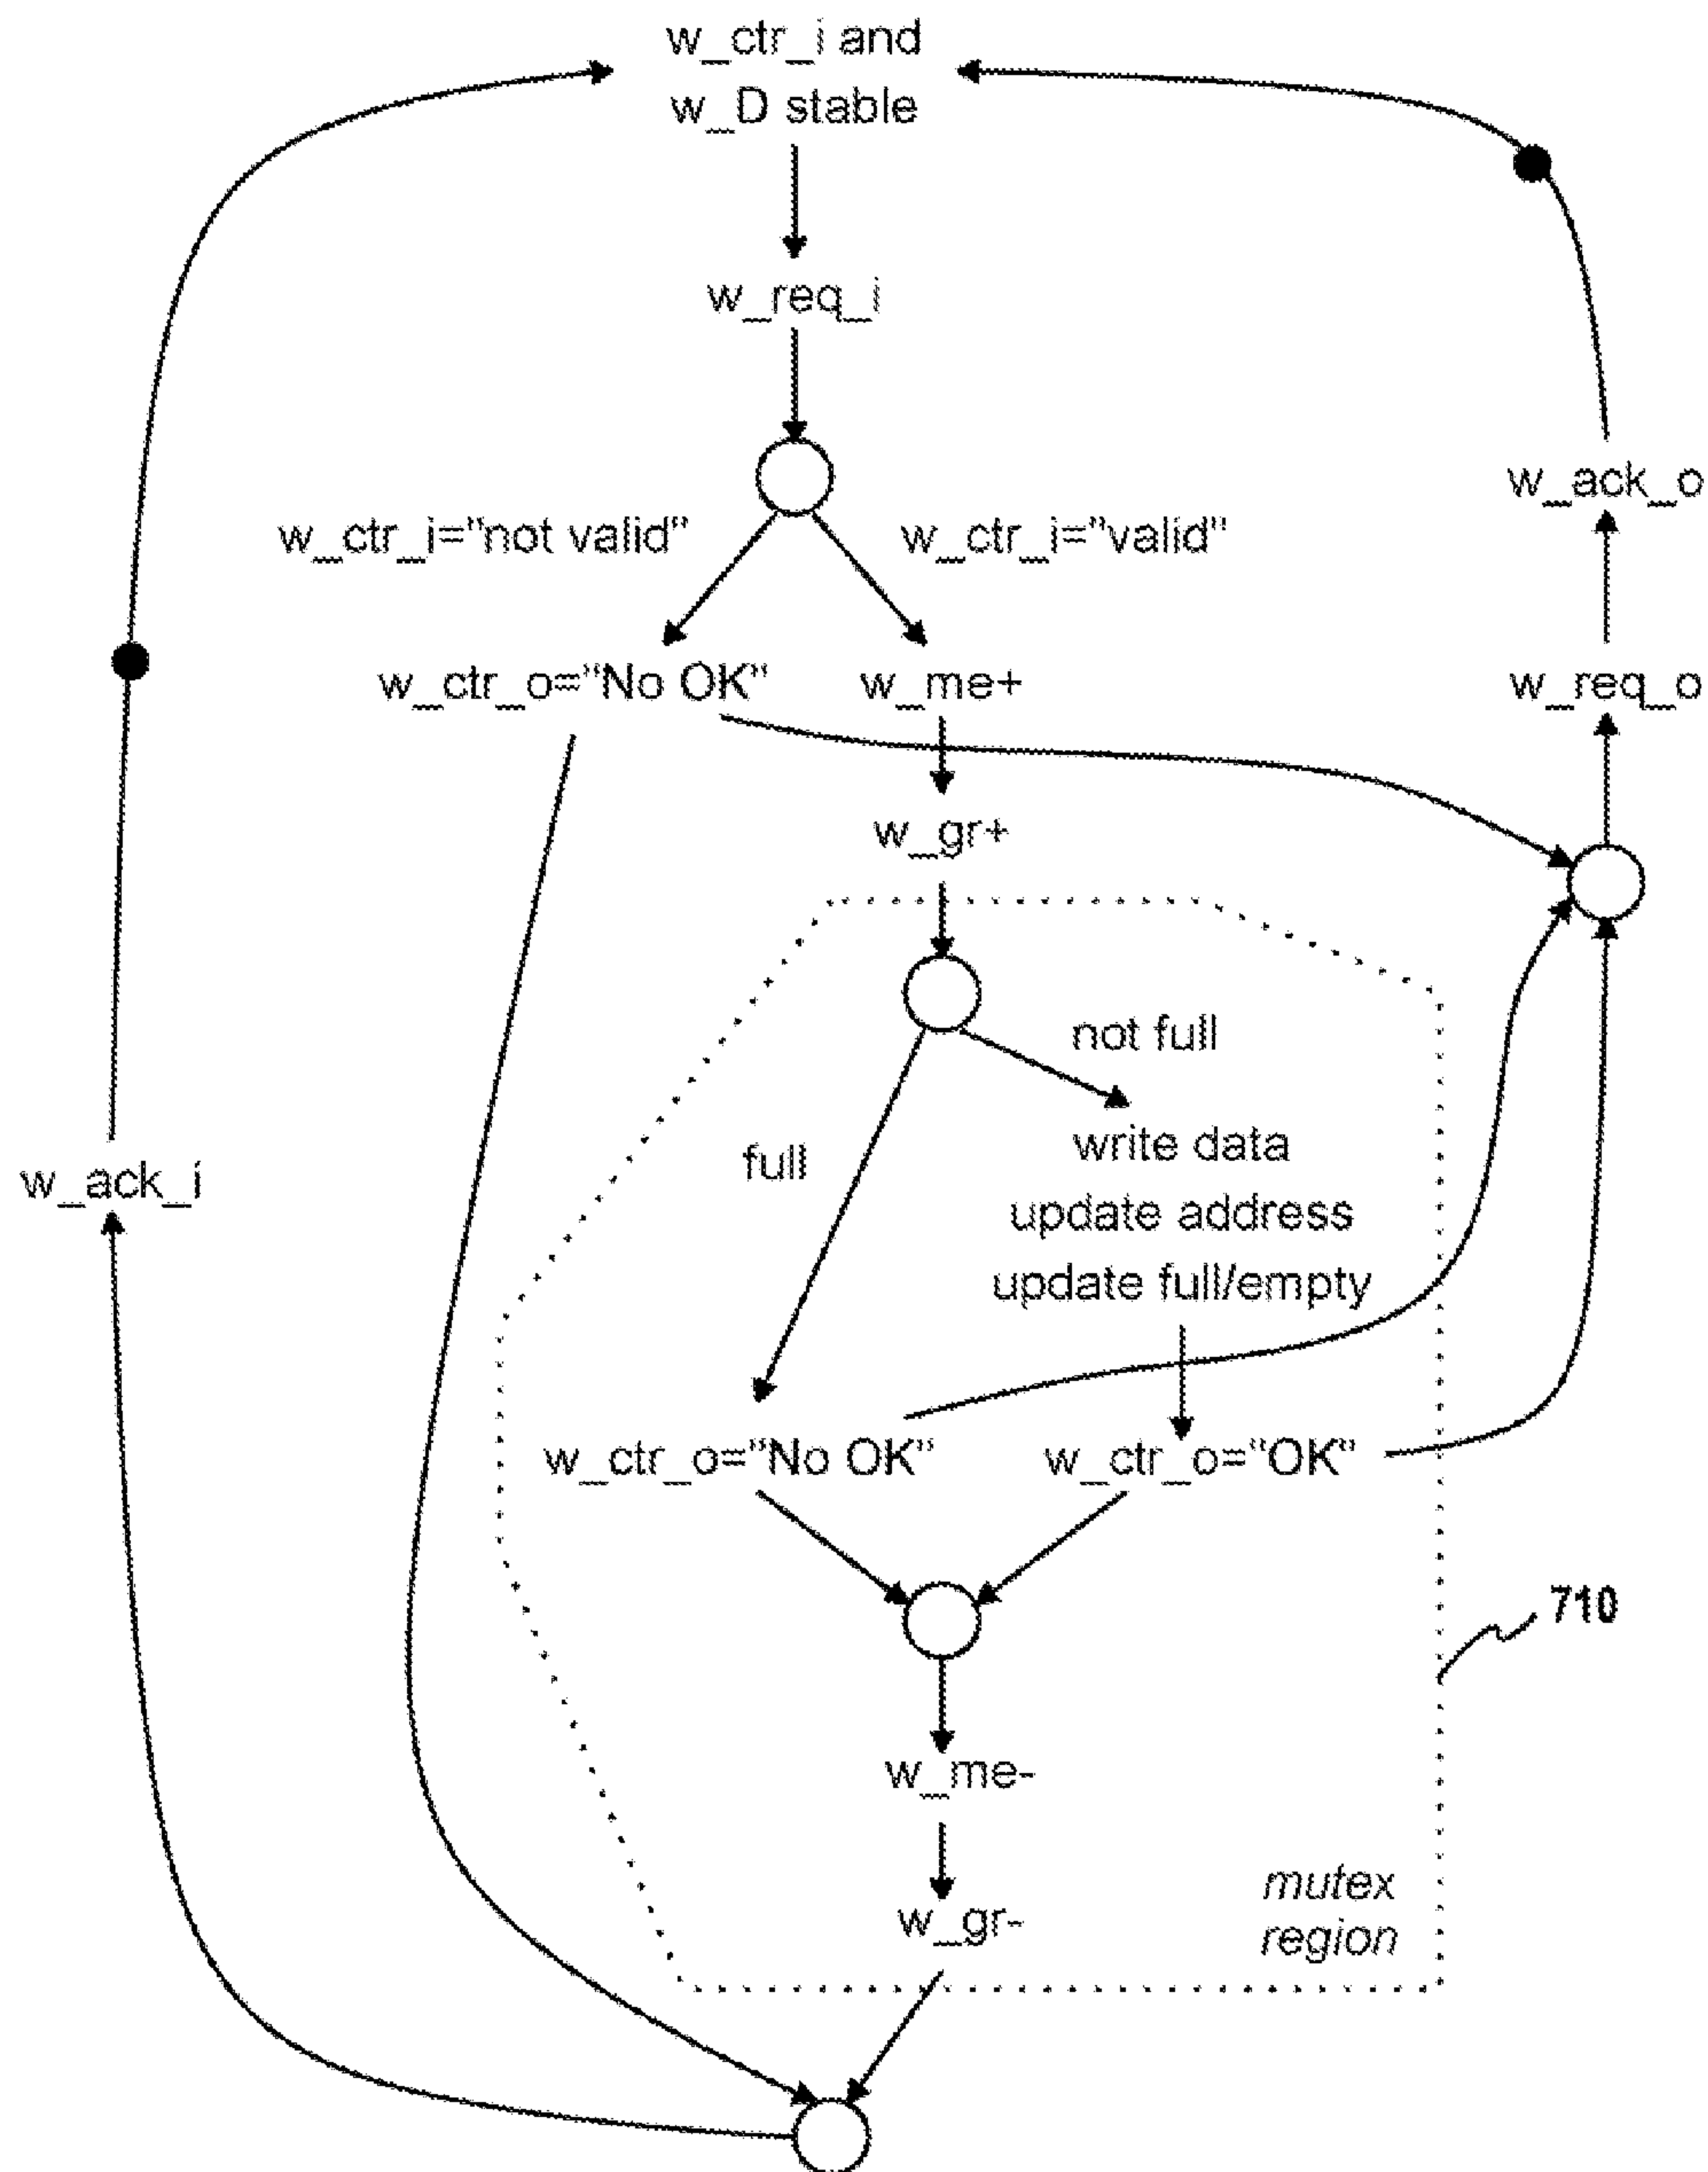 w_ctr_i and
w_D stable
w_req_i
w_ack_o
w_ctr_i="not valid"
w_ctr_i="valid"
w_ctr_o="No OK"
w_me+
w_req_o
w_gr+
not full
write data
full
w_ack_i
update address
update full/empty
w_ctr_o="No OK"
w_ctr_o="OK"
710
w_me-
mutex
region
w_gr-